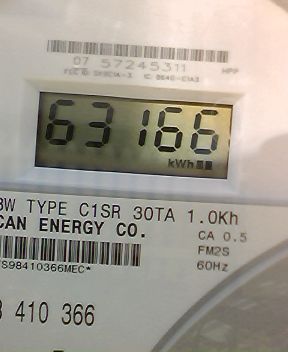 07 57245311
HPP
63166
kWh
3W TYPE C1SR 30TA 1.0Kh
CAN ENERGY CO.
CA 0.5
FM2S
60Hz
S98410366MEC*
410 366